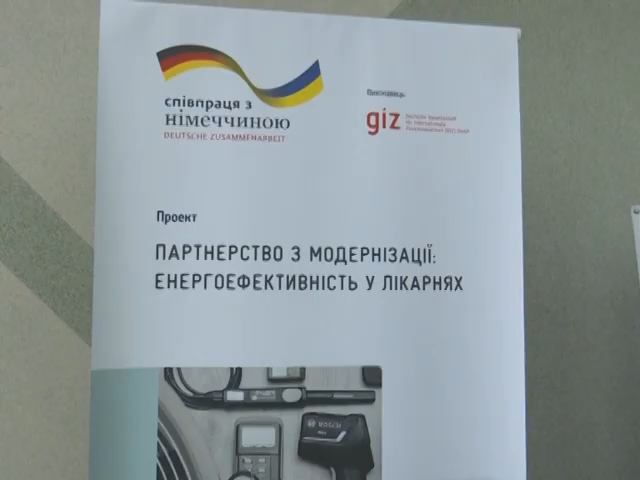 співпраця з
німеччиною
DEUTSCHE ZUSAMMENARBEIT
Виконавець
giz
Проект
ПАРТНЕРСТВО З МОДЕРНІЗАЦІЇ:
ЕНЕРГОЕФЕКТИВНІСТЬ У ЛІКАРНЯХ
BOSCH